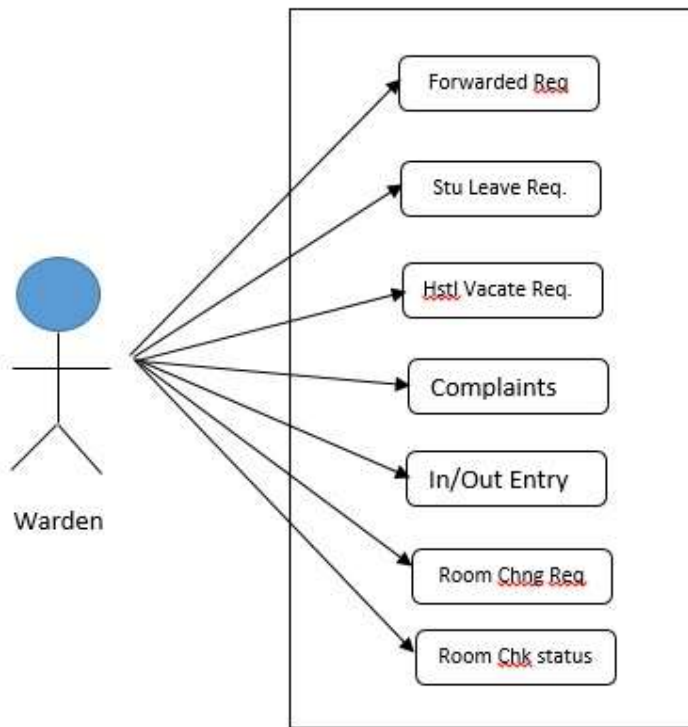 Forwarded Req
Stu Leave Req.
Hstl Vacate Req.
Complaints
In/Out Entry
Warden
Room Chng Req
Room Chk status